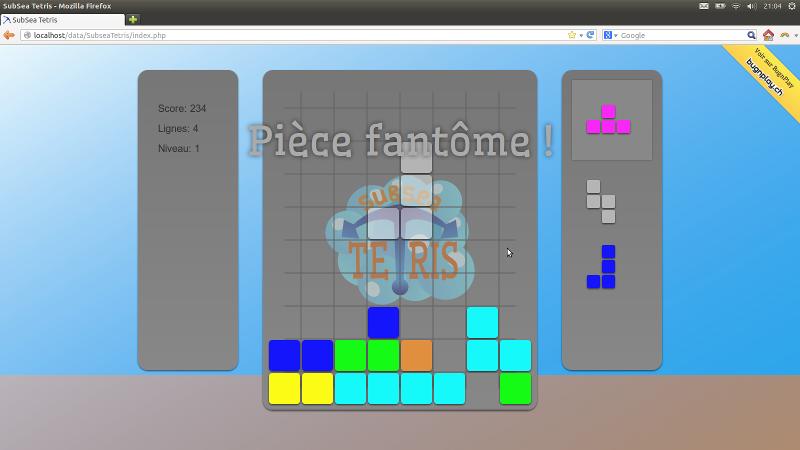 SubSea Tetris - Mozilla Firefox
21:04
SubSea Tetris
localhost/data/SubseaTetris/index.php
Google
Voir sur BugnPlay
bugnplay.ch
Score: 234
Lignes: 4
Niveau: 1
Pièce fantôme !
SUBSEA
TETRIS